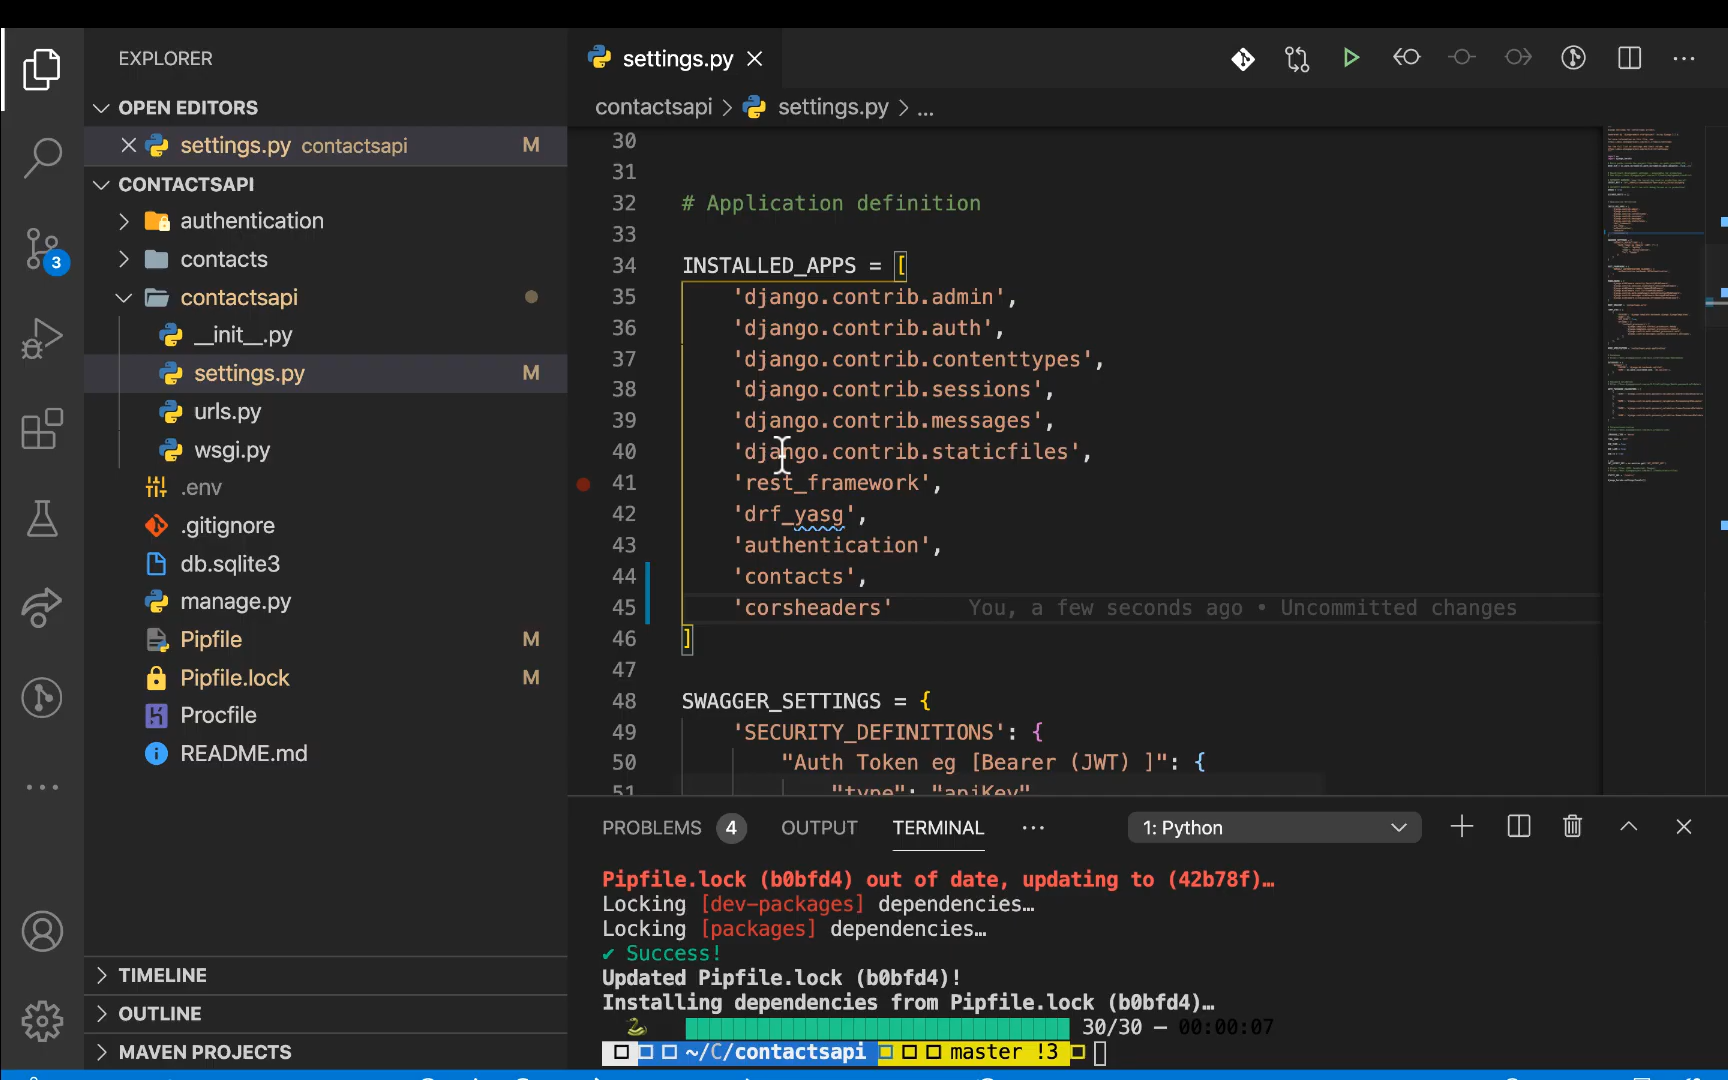 EXPLORER
OPEN EDITORS
settings.py contactsapi M
CONTACTSAPI
authentication
contacts
contactsapi
__init__.py
settings.py M
urls.py
wsgi.py
.env
.gitignore
db.sqlite3
manage.py
Pipfile M
Pipfile.lock M
Procfile
README.md
TIMELINE
OUTLINE
MAVEN PROJECTS
3
settings.py
contactsapi > settings.py > ...
30
31
32 # Application definition
33
34 INSTALLED_APPS = [
35 'django.contrib.admin',
36 'django.contrib.auth',
37 'django.contrib.contenttypes',
38 'django.contrib.sessions',
39 'django.contrib.messages',
40 'django.contrib.staticfiles',
41 'rest_framework',
42 'drf_yasg',
43 'authentication',
44 'contacts',
45 'corsheaders' You, a few seconds ago • Uncommitted changes
46 ]
47
48 SWAGGER_SETTINGS = {
49 'SECURITY_DEFINITIONS': {
50 "Auth Token eg [Bearer (JWT) ]": {
51 "type": "apiKey"
PROBLEMS 4 OUTPUT TERMINAL ... 1: Python
Pipfile.lock (b0bfd4) out of date, updating to (42b78f)…
Locking [dev-packages] dependencies…
Locking [packages] dependencies…
✔ Success!
Updated Pipfile.lock (b0bfd4)!
Installing dependencies from Pipfile.lock (b0bfd4)…
30/30 — 00:00:07
~/C/contactsapi master !3